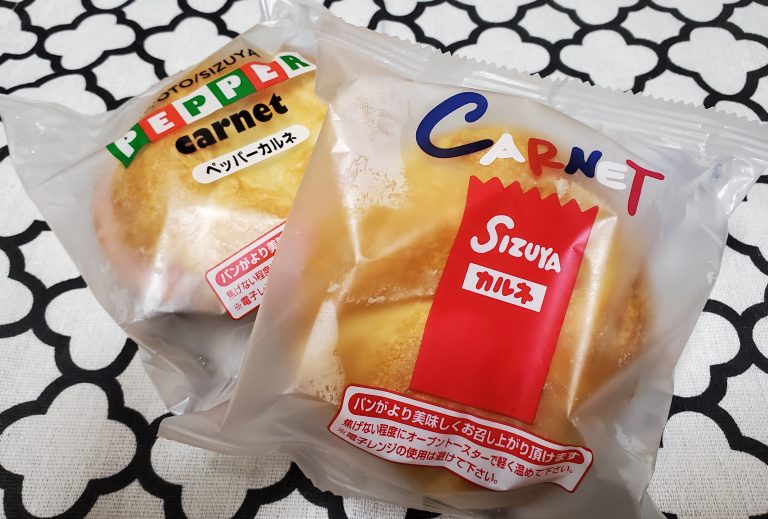 OTO/SIZUYA
PEPPER
carnet
ペッパーカルネ
パンがより美
焦げない程度
※電子レン
CARNET
SIZUYA
カルネ
パンがより美味しくお召し上がり頂けます
焦げない程度にオーブントースターで軽く温めて下さい。
※電子レンジの使用は避けて下さい。